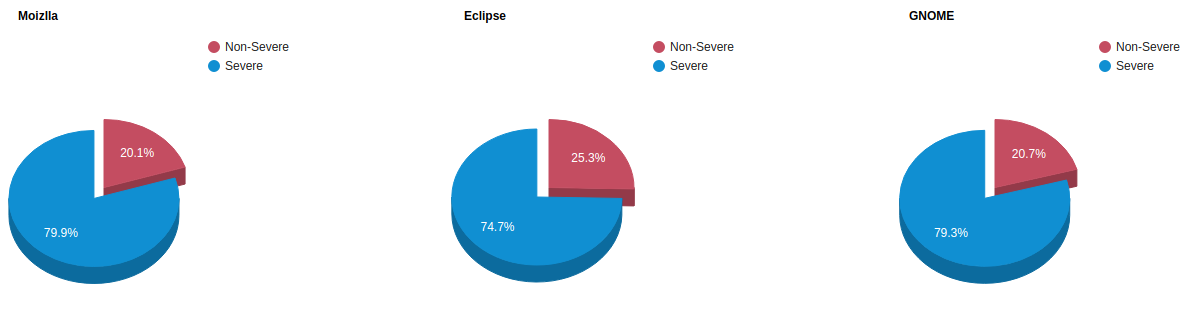 Moizlla
Non-Severe
Severe
20.1%
79.9%
Eclipse
Non-Severe
Severe
25.3%
74.7%
GNOME
Non-Severe
Severe
20.7%
79.3%